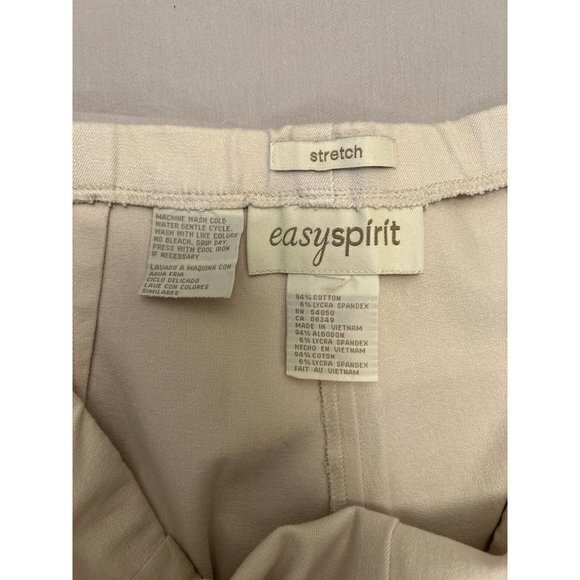 stretch
easyspirit
MACHINE WASH COLD
WATER.GENTLE CYCLE.
WASH WITH LIKE COLORS
NO BLEACH, DRIP DRY.
PRESS WITH COOL IRON
IF NECESSARY
LAVADO A MAQUINA CON
AGUA FRIA
CICLO DELICADO
LAVE CON COLORES
SIMILARES
94% COTTON
6% LYCRA SPANDEX
RN 54050
CA 06349
MADE IN VIETNAM
94% ALGODON
6% LYCRA SPANDEX
HECHO EN VIETNAM
94% COTON
6% LYCRA SPANDEX
FAIT AU VIETNAM